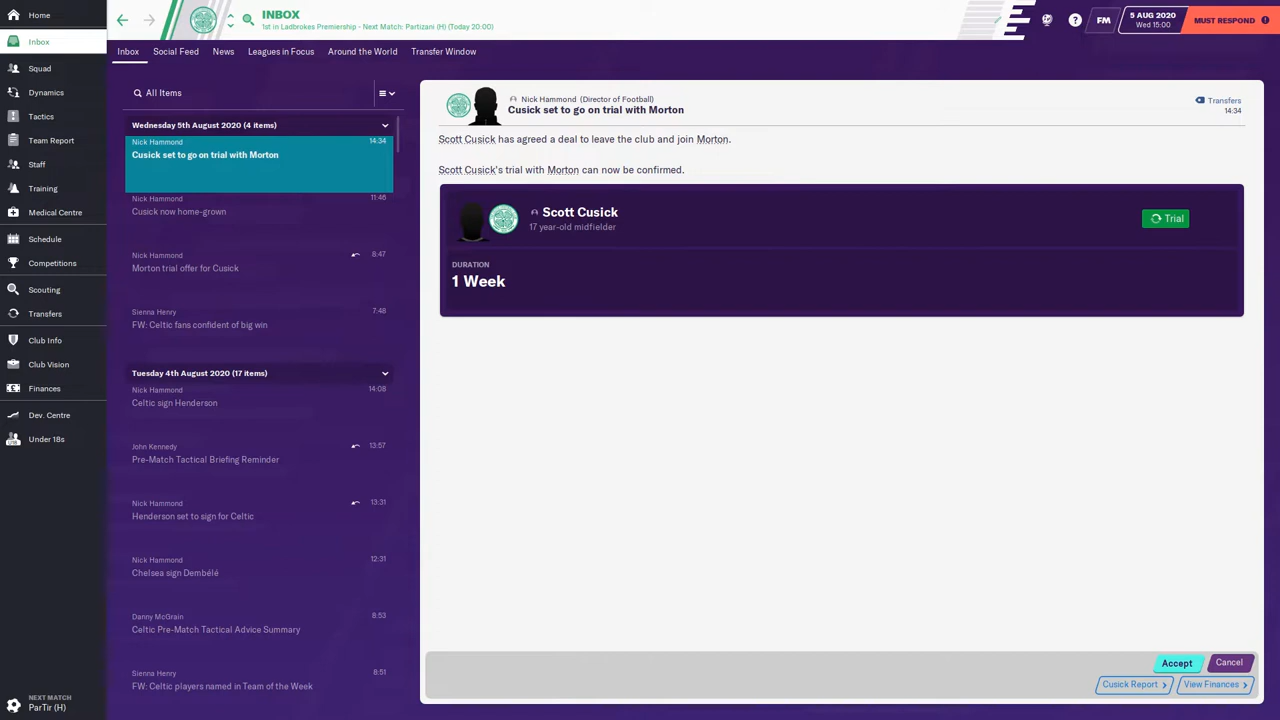 Home
Inbox
Squad
Dynamics
Tactics
Team Report
Staff
Training
Medical Centre
Schedule
Competitions
Scouting
Transfers
Club Info
Club Vision
Finances
Dev. Centre
Under 18s
NEXT MATCH
ParTir (H)
INBOX
1st in Ladbrokes Premiership - Next Match: Partizani (H) (Today 20:00)
FM
5 AUG 2020
Wed 15:00
MUST RESPOND
Inbox Social Feed News Leagues in Focus Around the World Transfer Window
All Items
Wednesday 5th August 2020 (4 items)
Nick Hammond 14:34
Cusick set to go on trial with Morton
Nick Hammond 11:46
Cusick now home-grown
Nick Hammond 8:47
Morton trial offer for Cusick
Sienna Henry 7:48
FW: Celtic fans confident of big win
Tuesday 4th August 2020 (17 items)
Nick Hammond 14:08
Celtic sign Henderson
John Kennedy 13:57
Pre-Match Tactical Briefing Reminder
Nick Hammond 13:31
Henderson set to sign for Celtic
Nick Hammond 12:31
Chelsea sign Dembélé
Danny McGrain 8:53
Celtic Pre-Match Tactical Advice Summary
Sienna Henry 8:51
FW: Celtic players named in Team of the Week
Nick Hammond (Director of Football)
Cusick set to go on trial with Morton
Transfers
14:34
Scott Cusick has agreed a deal to leave the club and join Morton.
Scott Cusick's trial with Morton can now be confirmed.
Scott Cusick
17 year-old midfielder
Trial
DURATION
1 Week
Accept
Cancel
Cusick Report
View Finances